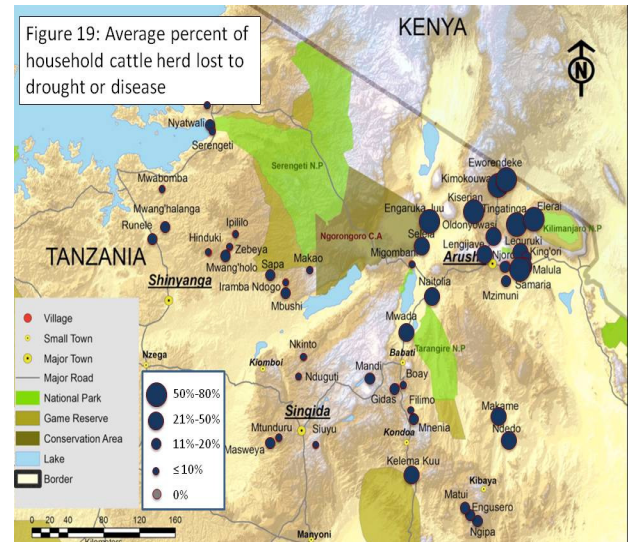 Figure 19: Average percent of
household cattle herd lost to
drought or disease
KENYA
N
Nyatwali
Serengeti
Serengeti N.P
Mwabomba
Mwang'halanga
Runele
Ipililo
Hinduki
Zebeya
Mwang'holo
Sapa
Makao
Iramba Ndogo
Mbushi
TANZANIA
Shinyanga
Ngorongoro C.A
Eworendeke
Kimokouwa
Kiserian
Tingatinga
Elerai
Engaruka Juu
Oldonyowasi
Kilimanjaro N.P
Selela
Lengijave
Leguruki
King'ori
Migombani
Arusha
Njoro
Malula
Samaria
Mzimuni
Naitolia
Mwada
Tarangire N.P
Babati
Nkinto
Nzega
Kiomboi
Nduguti
Mandi
Boay
Gidas
Filimo
Mnenia
Singida
Mtunduru
Siuyu
Masweya
Kondoa
Makame
Ndedo
Kelema Kuu
Kibaya
Matui
Engusero
Ngipa
Manyoni
Village
Small Town
Major Town
Major Road
National Park
Game Reserve
Conservation Area
Lake
Border
50%-80%
21%-50%
11%-20%
≤10%
0%
0 20 40 80 120 160
Kilometers